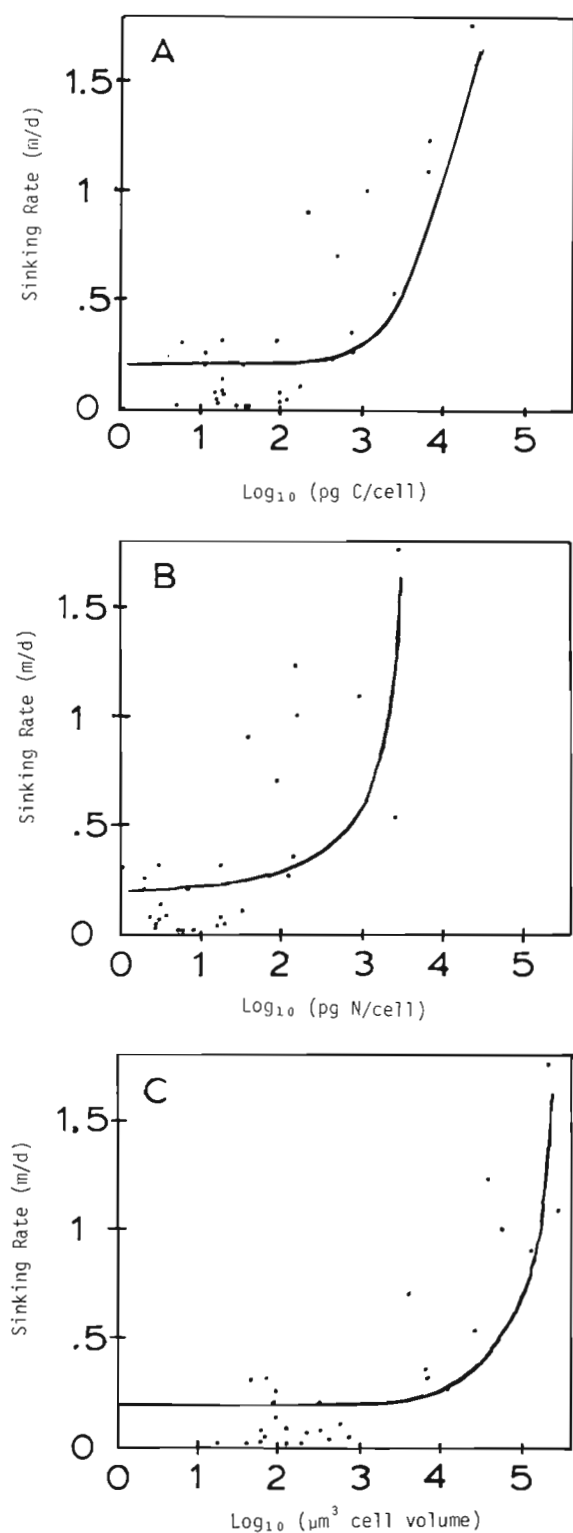 A
Sinking Rate (m/d)
1.5
1
.5
0
0 1 2 3 4 5
Log₁₀ (pg C/cell)
B
Sinking Rate (m/d)
1.5
1
.5
0
0 1 2 3 4 5
Log₁₀ (pg N/cell)
C
Sinking Rate (m/d)
1.5
1
0.5
0
0 1 2 3 4 5
Log₁₀ (µm³ cell volume)